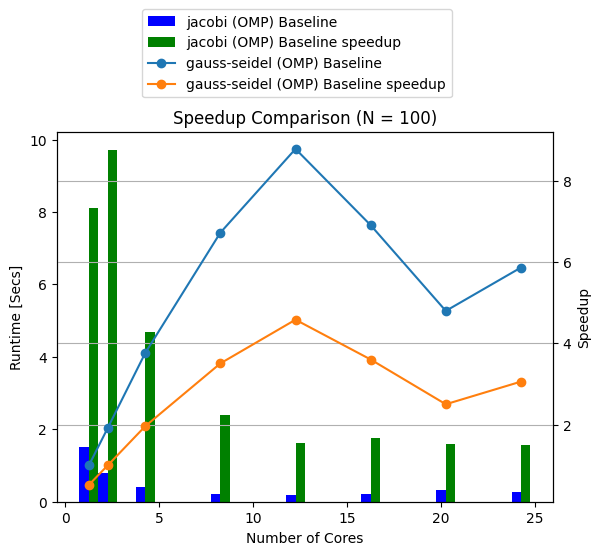 jacobi (OMP) Baseline
jacobi (OMP) Baseline speedup
gauss-seidel (OMP) Baseline
gauss-seidel (OMP) Baseline speedup
Speedup Comparison (N = 100)
10
8
6
4
2
0
Runtime [Secs]
8
6
4
2
Speedup
0 5 10 15 20 25
Number of Cores